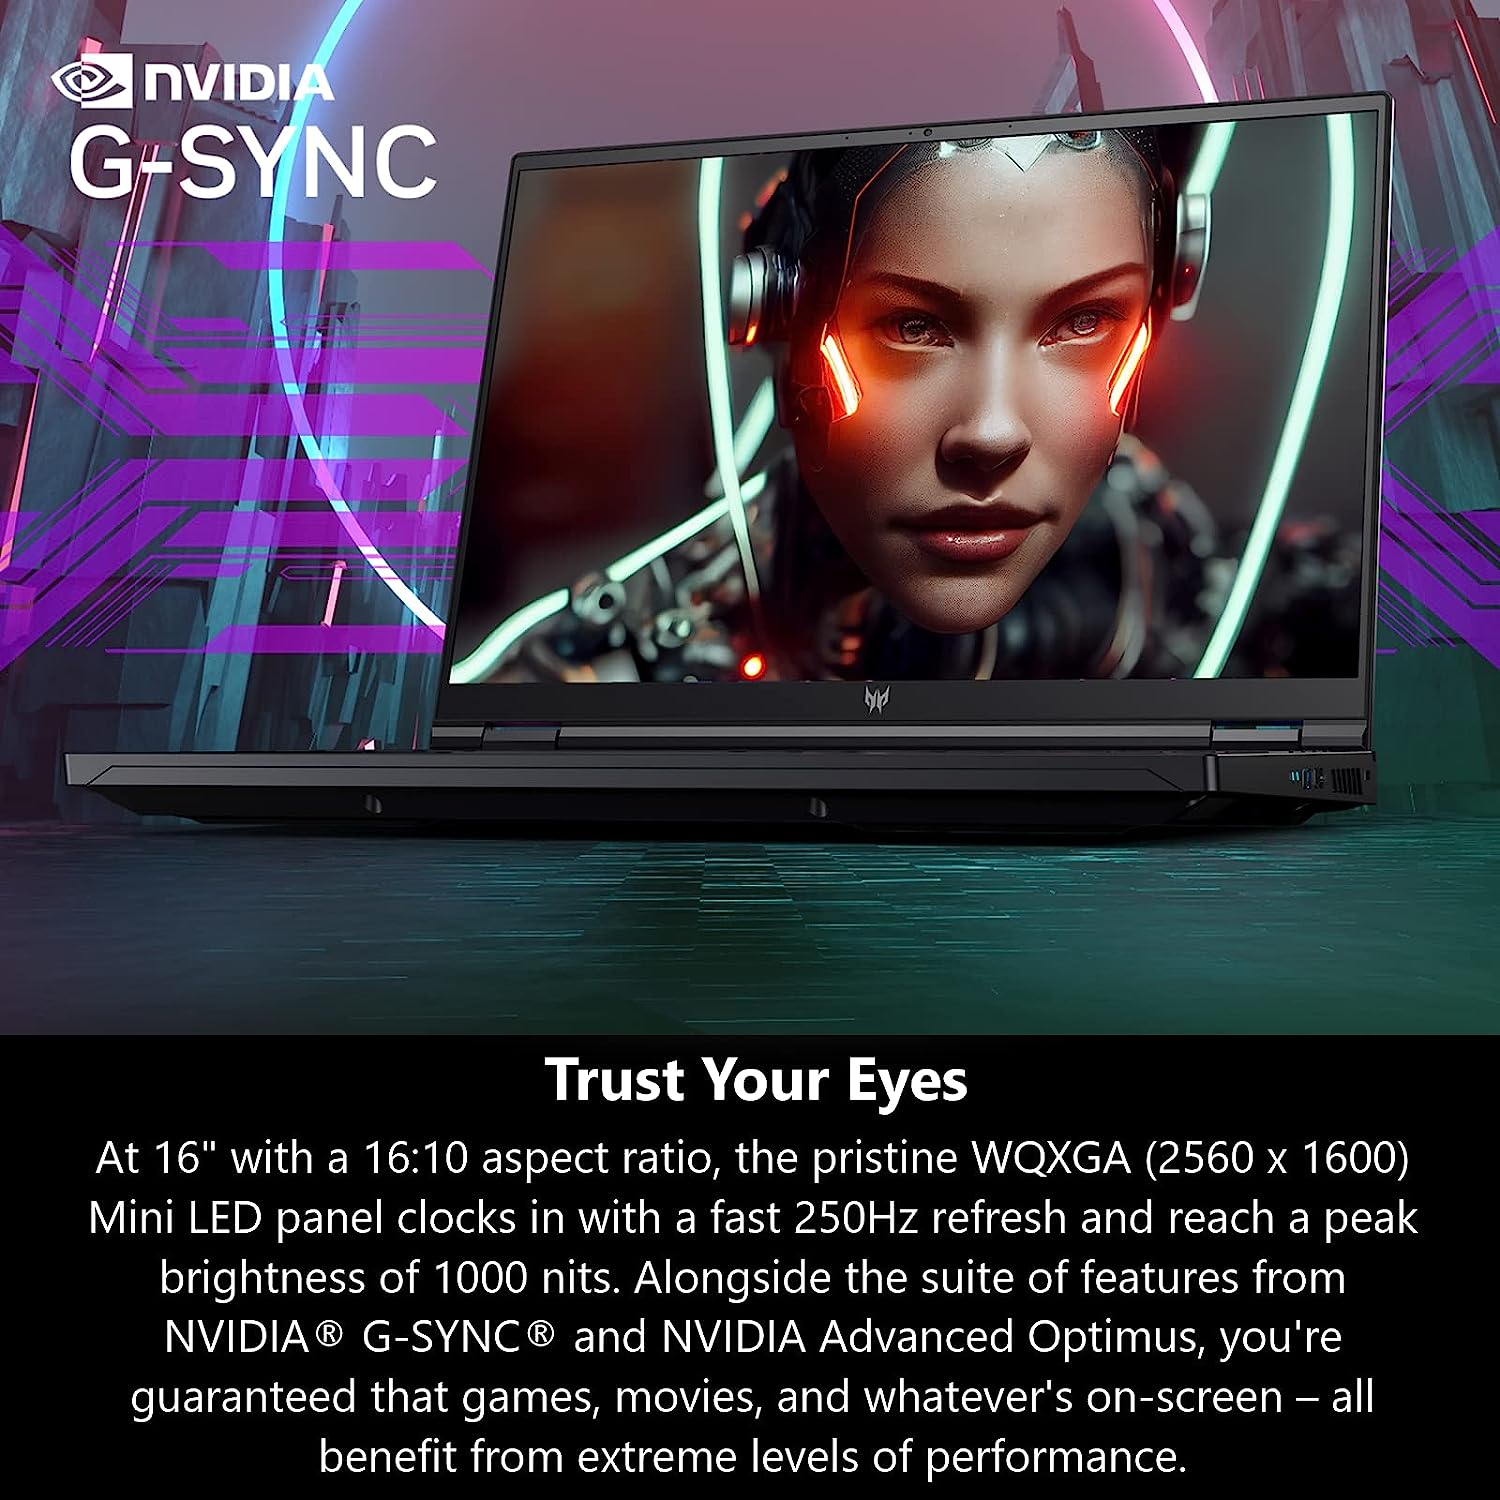 NVIDIA
G-SYNC
Trust Your Eyes
At 16" with a 16:10 aspect ratio, the pristine WQXGA (2560 x 1600)
Mini LED panel clocks in with a fast 250Hz refresh and reach a peak
brightness of 1000 nits. Alongside the suite of features from
NVIDIA® G-SYNC® and NVIDIA Advanced Optimus, you're
guaranteed that games, movies, and whatever's on-screen – all
benefit from extreme levels of performance.